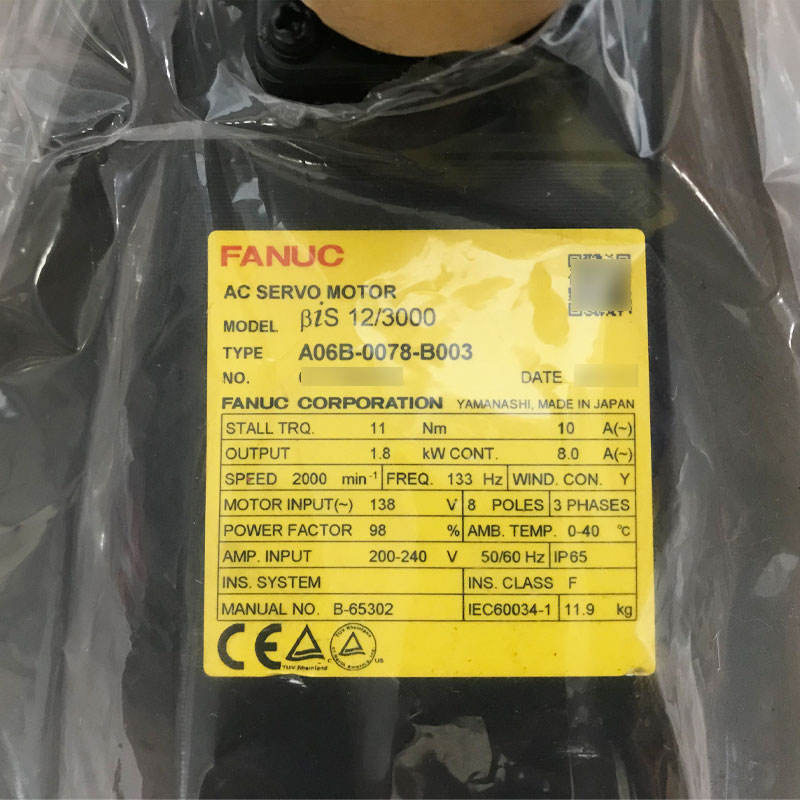 FANUC
AC SERVO MOTOR
MODEL βiS 12/3000
TYPE A06B-0078-B003
NO. DATE
FANUC CORPORATION YAMANASHI, MADE IN JAPAN
STALL TRQ. 11 Nm 10 A(~)
OUTPUT 1.8 kW CONT. 8.0 A(~)
SPEED 2000 min-1 FREQ. 133 Hz WIND. CON. Y
MOTOR INPUT(~) 138 V 8 POLES 3 PHASES
POWER FACTOR 98 % AMB. TEMP. 0-40 °C
AMP. INPUT 200-240 V 50/60 Hz IP65
INS. SYSTEM INS. CLASS F
MANUAL NO. B-65302 IEC60034-1 11.9 kg
CE
TÜV Rheinland
C US